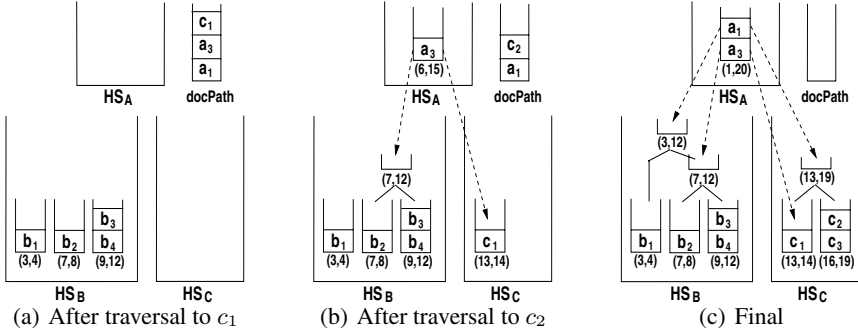 c1
a3
a1
HSA
docPath
b3
b1
b2
b4
(3,4)
(7,8)
(9,12)
HSB
HSC
(a) After traversal to c1
a3
(6,15)
c2
a1
HSA
docPath
(7,12)
b3
b1
b2
b4
c1
(3,4)
(7,8)
(9,12)
(13,14)
HSB
HSC
(b) After traversal to c2
a1
a3
(1,20)
HSA
docPath
(3,12)
(7,12)
(13,19)
b3
c2
b1
b2
b4
c1
c3
(3,4)
(7,8)
(9,12)
(13,14)
(16,19)
HSB
HSC
(c) Final